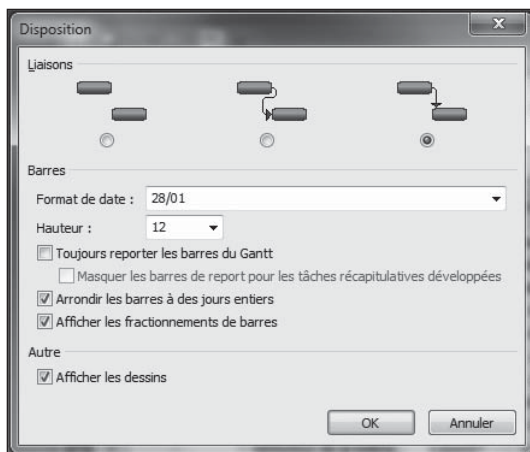 Disposition
Liaisons
Barres
Format de date : 28/01
Hauteur : 12
Toujours reporter les barres du Gantt
Masquer les barres de report pour les tâches récapitulatives développées
Arrondir les barres à des jours entiers
Afficher les fractionnements de barres
Autre
Afficher les dessins
OK Annuler